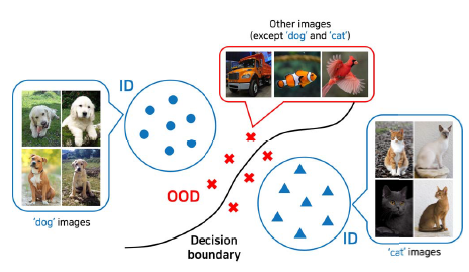 Other images
(except 'dog' and 'cat')
ID
OOD
'dog' images
Decision
boundary
ID
'cat' images